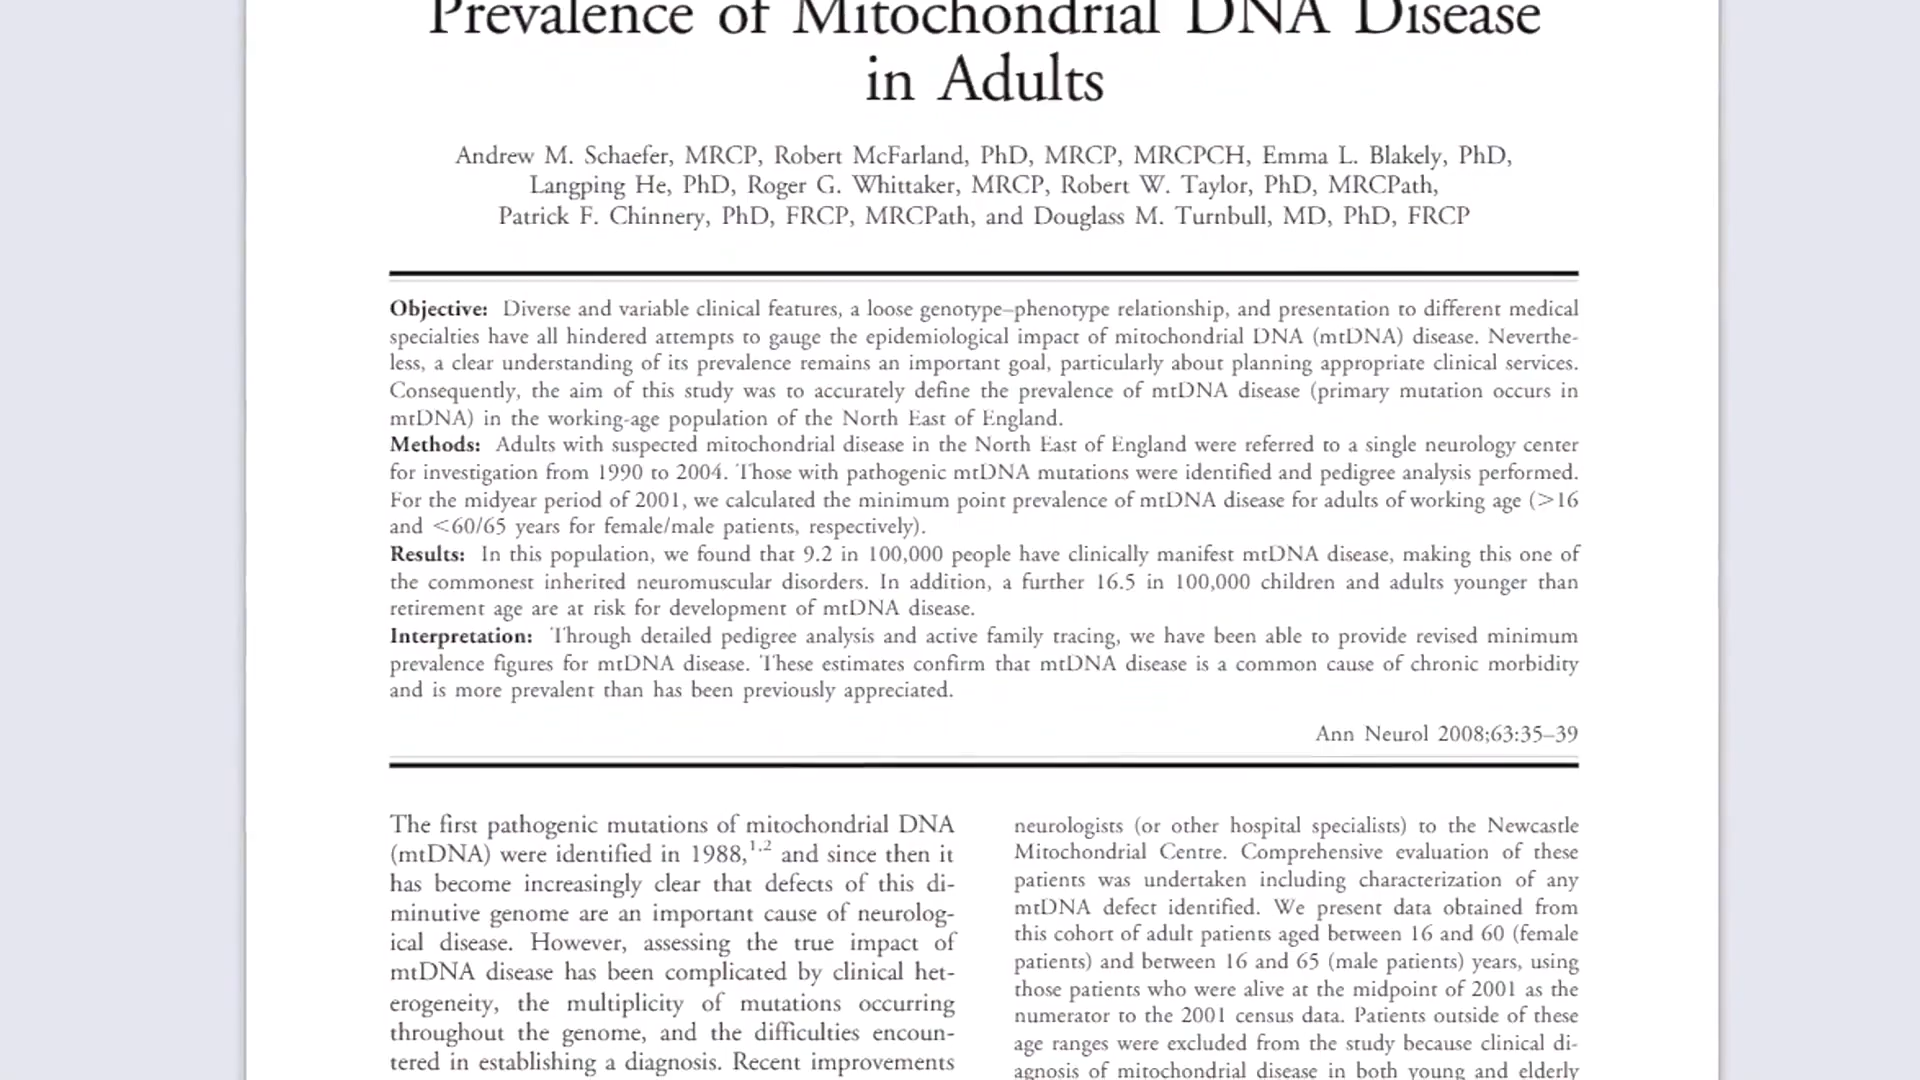 Prevalence of Mitochondrial DNA Disease
in Adults
Andrew M. Schaefer, MRCP, Robert McFarland, PhD, MRCP, MRCPCH, Emma L. Blakely, PhD,
Langping He, PhD, Roger G. Whittaker, MRCP, Robert W. Taylor, PhD, MRCPath,
Patrick F. Chinnery, PhD, FRCP, MRCPath, and Douglass M. Turnbull, MD, PhD, FRCP
Objective: Diverse and variable clinical features, a loose genotype–phenotype relationship, and presentation to different medical
specialties have all hindered attempts to gauge the epidemiological impact of mitochondrial DNA (mtDNA) disease. Neverthe-
less, a clear understanding of its prevalence remains an important goal, particularly about planning appropriate clinical services.
Consequently, the aim of this study was to accurately define the prevalence of mtDNA disease (primary mutation occurs in
mtDNA) in the working-age population of the North East of England.
Methods: Adults with suspected mitochondrial disease in the North East of England were referred to a single neurology center
for investigation from 1990 to 2004. Those with pathogenic mtDNA mutations were identified and pedigree analysis performed.
For the midyear period of 2001, we calculated the minimum point prevalence of mtDNA disease for adults of working age (>16
and <60/65 years for female/male patients, respectively).
Results: In this population, we found that 9.2 in 100,000 people have clinically manifest mtDNA disease, making this one of
the commonest inherited neuromuscular disorders. In addition, a further 16.5 in 100,000 children and adults younger than
retirement age are at risk for development of mtDNA disease.
Interpretation: Through detailed pedigree analysis and active family tracing, we have been able to provide revised minimum
prevalence figures for mtDNA disease. These estimates confirm that mtDNA disease is a common cause of chronic morbidity
and is more prevalent than has been previously appreciated.
Ann Neurol 2008;63:35–39
The first pathogenic mutations of mitochondrial DNA
(mtDNA) were identified in 1988,1,2 and since then it
has become increasingly clear that defects of this di-
minutive genome are an important cause of neurolog-
ical disease. However, assessing the true impact of
mtDNA disease has been complicated by clinical het-
erogeneity, the multiplicity of mutations occurring
throughout the genome, and the difficulties encoun-
tered in establishing a diagnosis. Recent improvements
neurologists (or other hospital specialists) to the Newcastle
Mitochondrial Centre. Comprehensive evaluation of these
patients was undertaken including characterization of any
mtDNA defect identified. We present data obtained from
this cohort of adult patients aged between 16 and 60 (female
patients) and between 16 and 65 (male patients) years, using
those patients who were alive at the midpoint of 2001 as the
numerator to the 2001 census data. Patients outside of these
age ranges were excluded from the study because clinical di-
agnosis of mitochondrial disease in both young and elderly